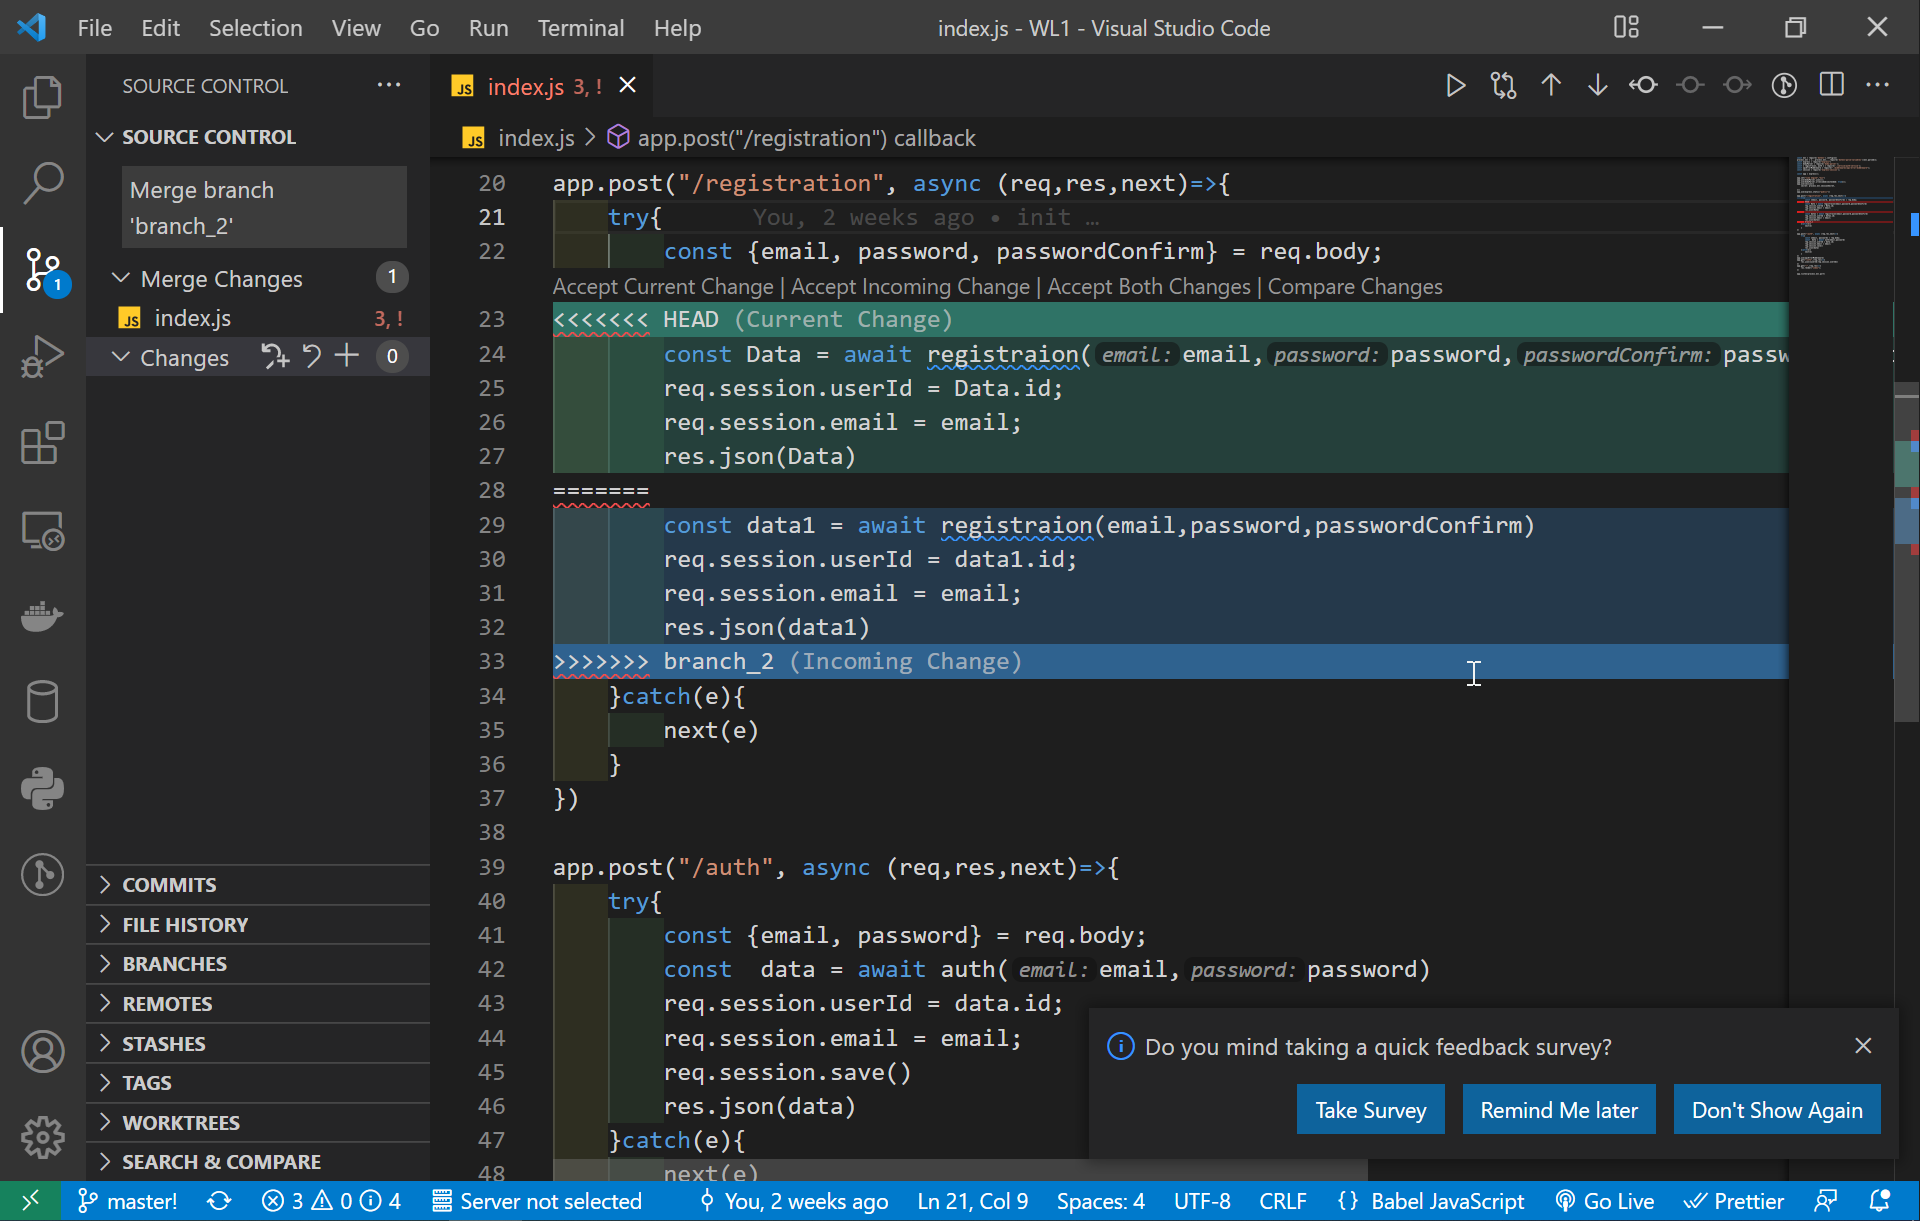 File Edit Selection View Go Run Terminal Help
index.js - WL1 - Visual Studio Code
SOURCE CONTROL
SOURCE CONTROL
Merge branch
'branch_2'
Merge Changes 1
JS index.js 3, !
Changes 0
1
COMMITS
FILE HISTORY
BRANCHES
REMOTES
STASHES
TAGS
WORKTREES
SEARCH & COMPARE
JS index.js 3, !
JS index.js > app.post("/registration") callback
20 app.post("/registration", async (req,res,next)=>{
21 try{ You, 2 weeks ago • init …
22 const {email, password, passwordConfirm} = req.body;
Accept Current Change | Accept Incoming Change | Accept Both Changes | Compare Changes
23 <<<<<<< HEAD (Current Change)
24 const Data = await registraion(email: email, password: password, passwordConfirm: passw
25 req.session.userId = Data.id;
26 req.session.email = email;
27 res.json(Data)
28 =======
29 const data1 = await registraion(email,password,passwordConfirm)
30 req.session.userId = data1.id;
31 req.session.email = email;
32 res.json(data1)
33 >>>>>>> branch_2 (Incoming Change)
34 }catch(e){
35 next(e)
36 }
37 })
38
39 app.post("/auth", async (req,res,next)=>{
40 try{
41 const {email, password} = req.body;
42 const  data = await auth(email: email, password: password)
43 req.session.userId = data.id;
44 req.session.email = email;
45 req.session.save()
46 res.json(data)
47 }catch(e){
48 next(e)
Do you mind taking a quick feedback survey?
Take Survey Remind Me later Don't Show Again
master! 3 0 4 Server not selected You, 2 weeks ago Ln 21, Col 9 Spaces: 4 UTF-8 CRLF {} Babel JavaScript Go Live Prettier